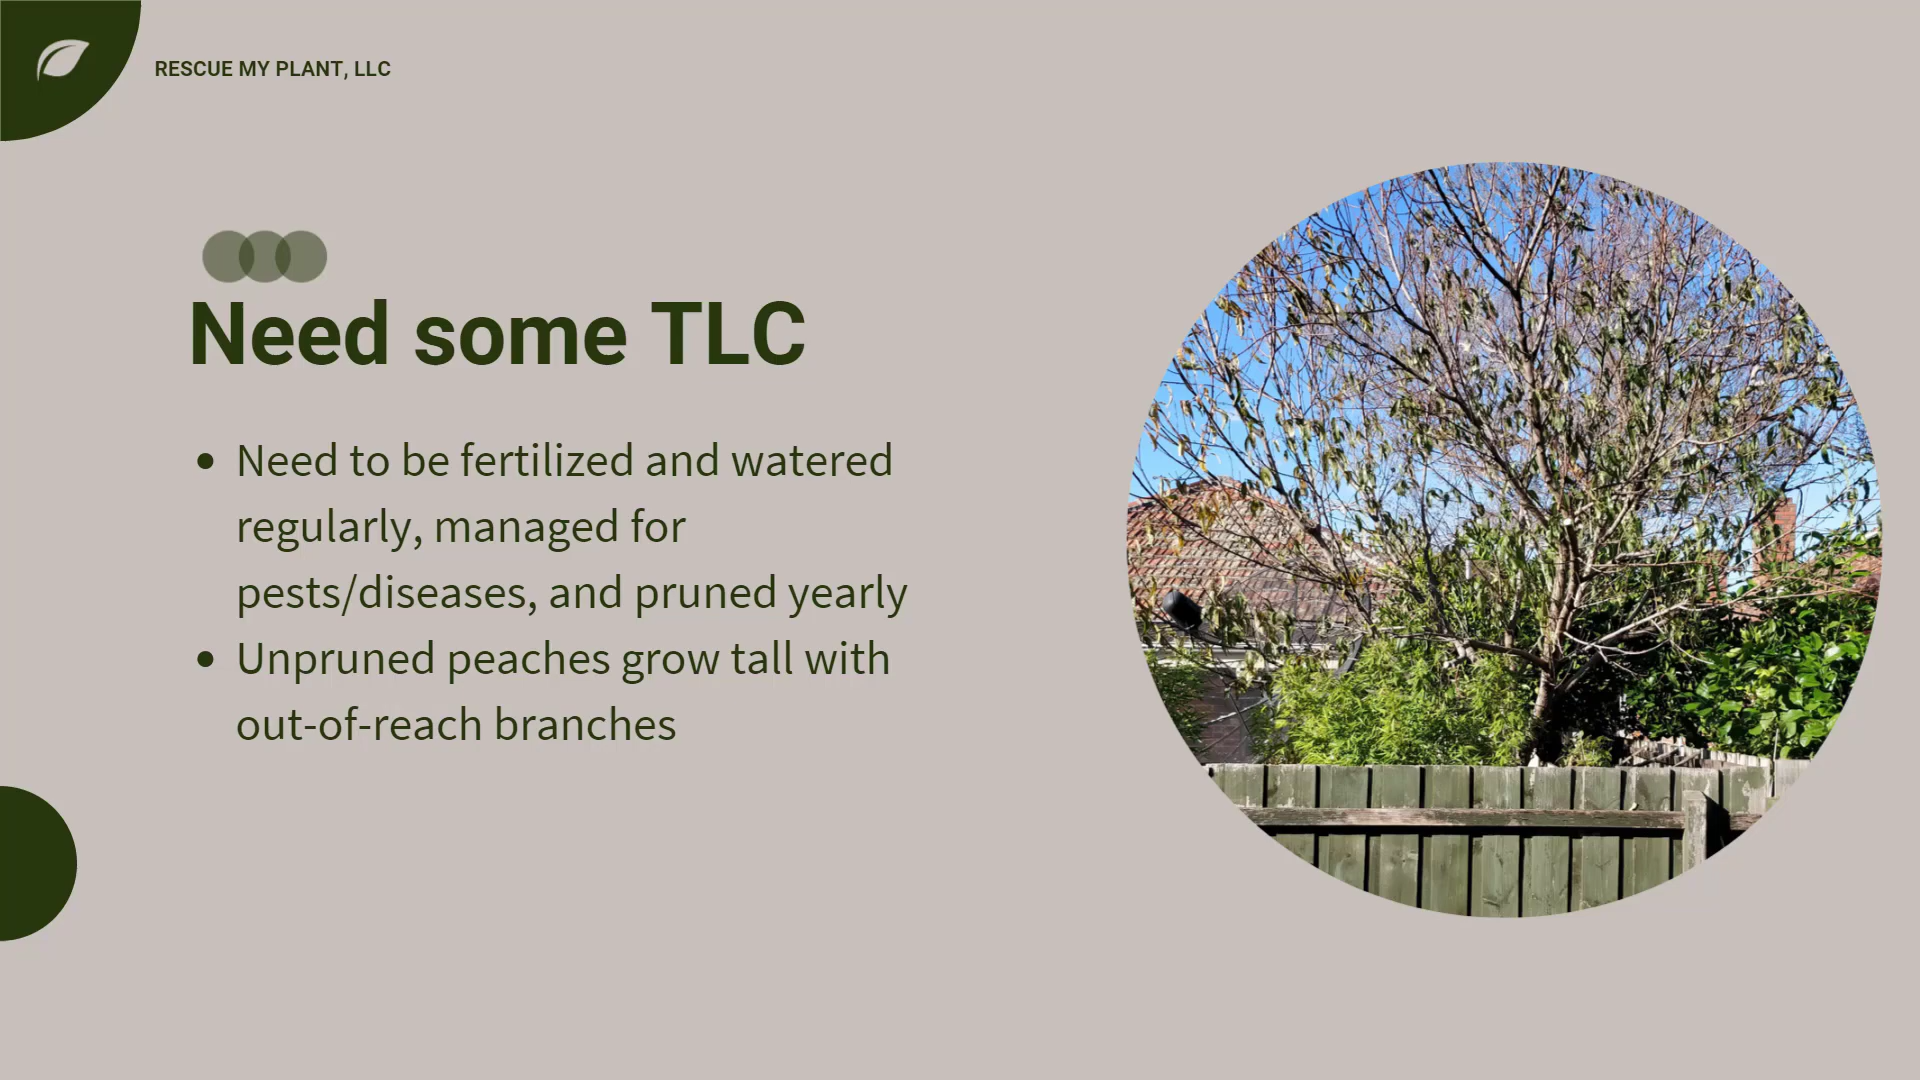 RESCUE MY PLANT, LLC
Need some TLC
• Need to be fertilized and watered
regularly, managed for
pests/diseases, and pruned yearly
• Unpruned peaches grow tall with
out-of-reach branches